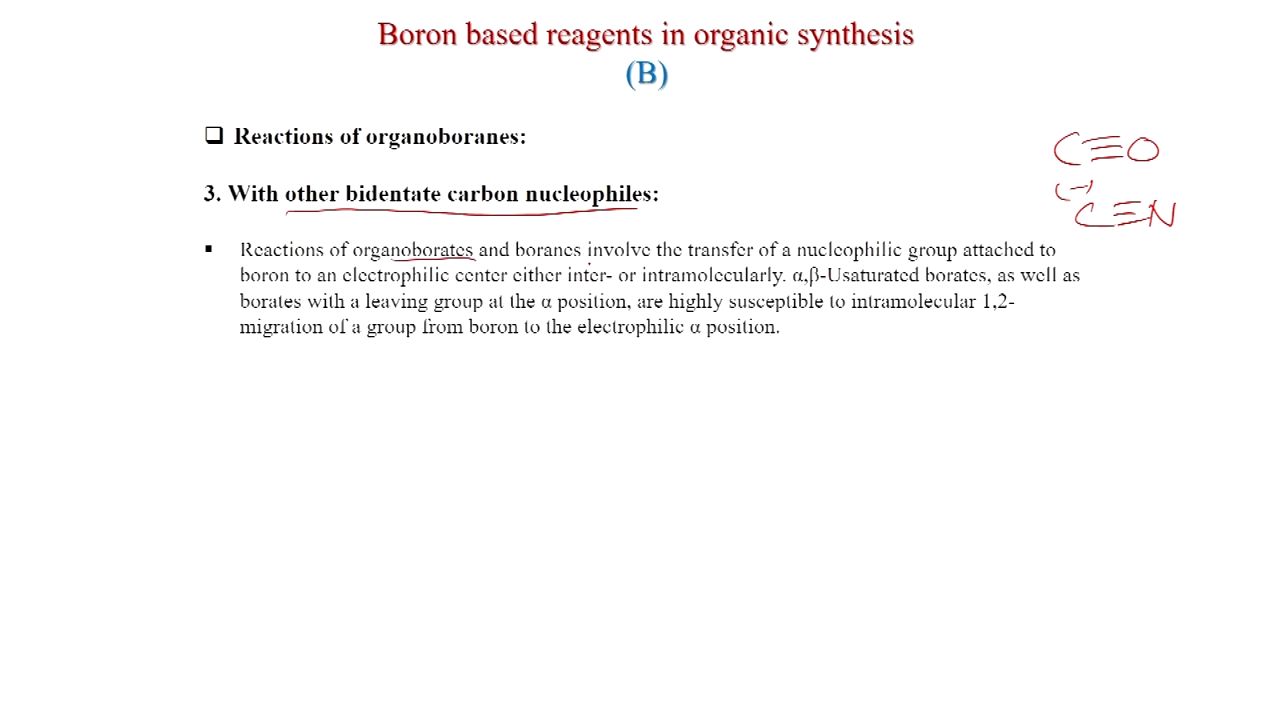 Boron based reagents in organic synthesis
(B)
❑ Reactions of organoboranes:
C≡O
3. With other bidentate carbon nucleophiles:
(-)
C≡N
▪ Reactions of organoborates and boranes involve the transfer of a nucleophilic group attached to
boron to an electrophilic center either inter- or intramolecularly. α,β-Usaturated borates, as well as
borates with a leaving group at the α position, are highly susceptible to intramolecular 1,2-
migration of a group from boron to the electrophilic α position.